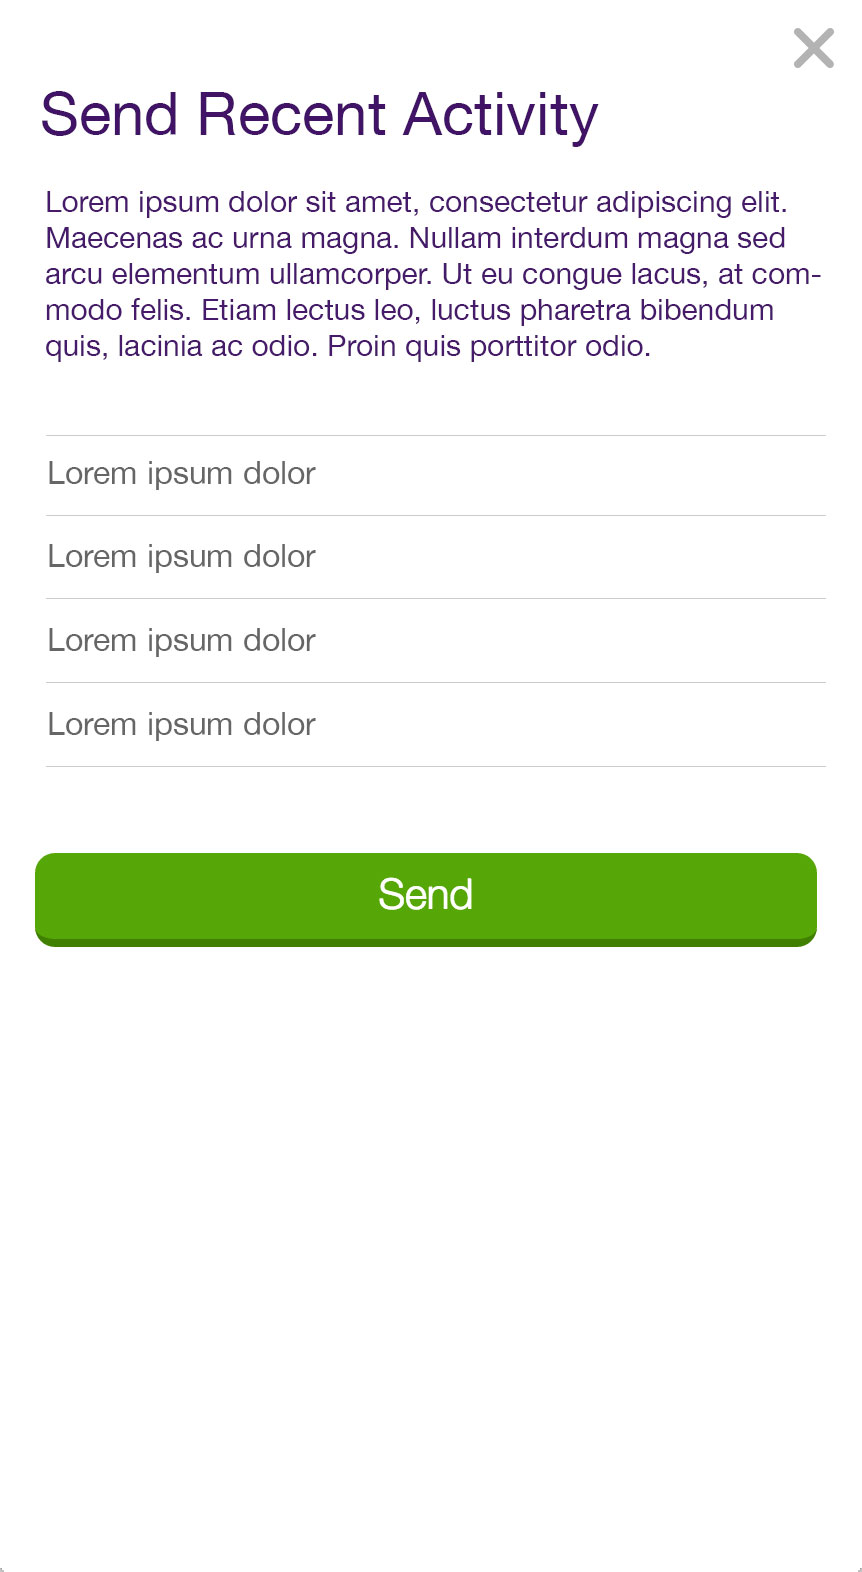 Send Recent Activity
Lorem ipsum dolor sit amet, consectetur adipiscing elit.
Maecenas ac urna magna. Nullam interdum magna sed
arcu elementum ullamcorper. Ut eu congue lacus, at com-
modo felis. Etiam lectus leo, luctus pharetra bibendum
quis, lacinia ac odio. Proin quis porttitor odio.
Lorem ipsum dolor
Lorem ipsum dolor
Lorem ipsum dolor
Lorem ipsum dolor
Send